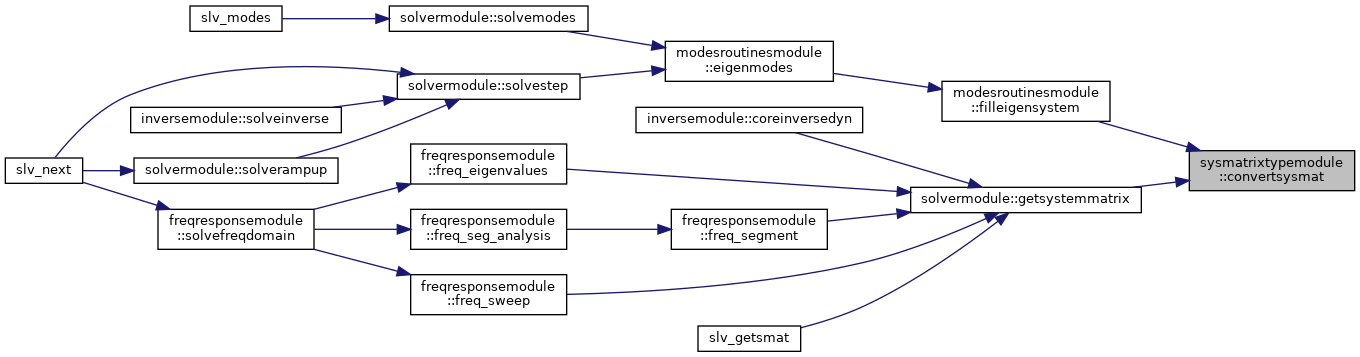 slv_modes
solvermodule::solvemodes
modesroutinesmodule
::eigenmodes
solvermodule::solvestep
modesroutinesmodule
::filleigensystem
inversemodule::solveinverse
inversemodule::coreinversedyn
slv_next
solvermodule::solverampup
freqresponsemodule
::freq_eigenvalues
sysmatrixtypemodule
::convertsysmat
solvermodule::getsystemmatrix
freqresponsemodule
::solvefreqdomain
freqresponsemodule
::freq_seg_analysis
freqresponsemodule
::freq_segment
freqresponsemodule
::freq_sweep
slv_getsmat